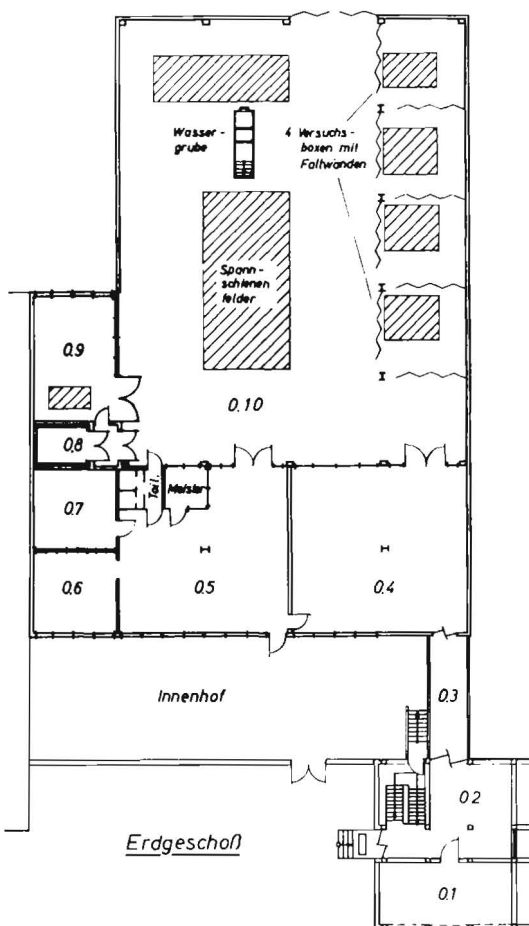 Wasser-
grube
4 Versuchs-
boxen mit
Faltwänden
Spann-
schienen
felder
0.9
0.10
0.8
Toil.
Meister
0.7
0.6
0.5
0.4
Innenhof
0.3
0.2
Erdgeschoß
0.1